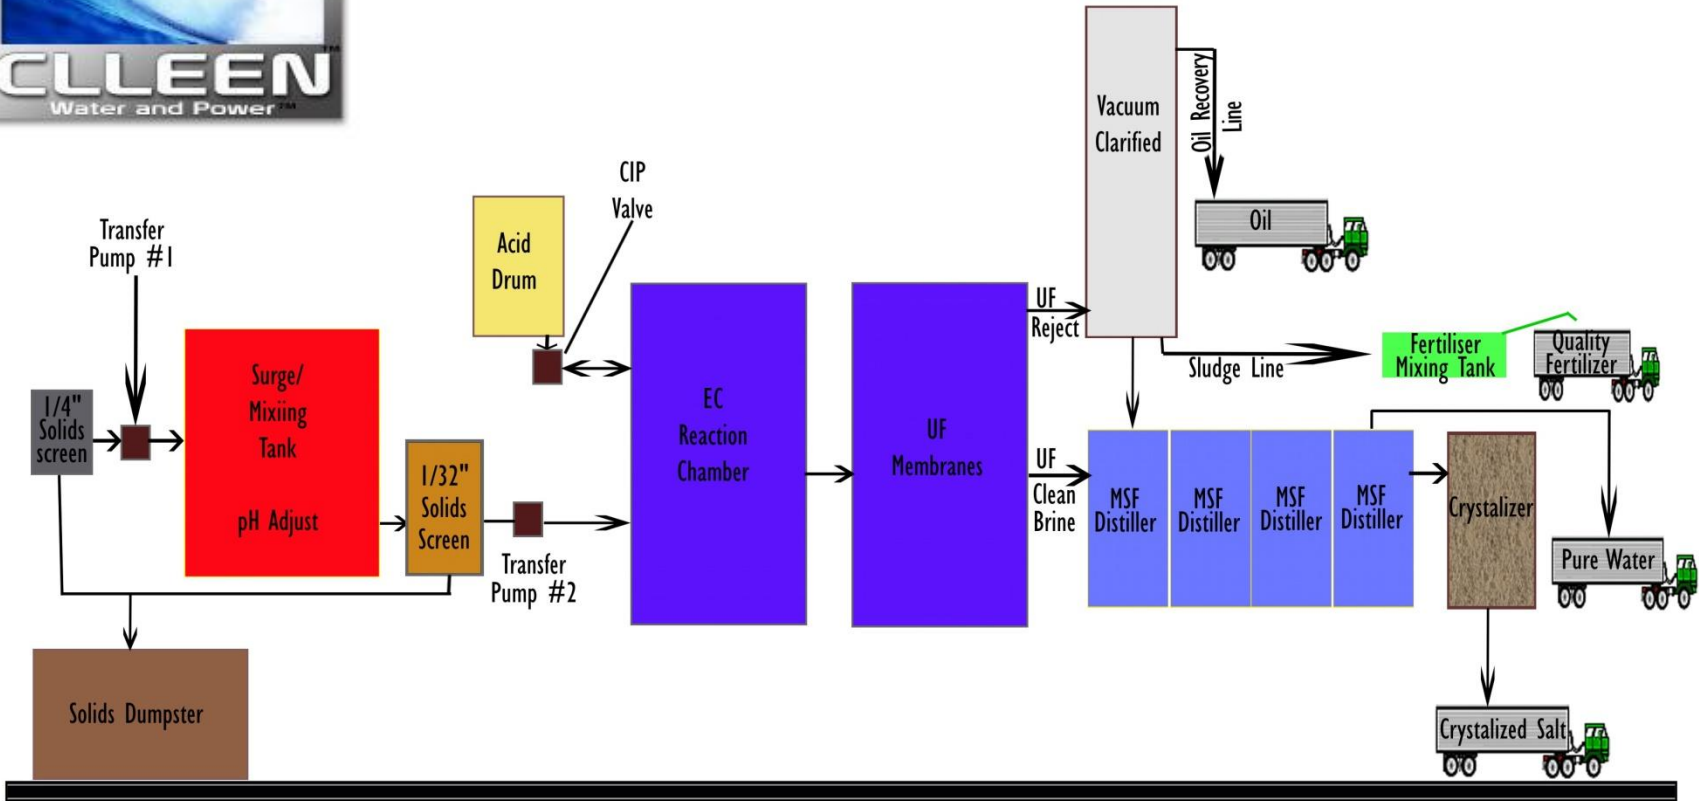 CLLEEN™
Water and Power™
Transfer
Pump #1
1/4"
Solids
screen
Surge/
Mixiing
Tank
pH Adjust
1/32"
Solids
Screen
Solids Dumpster
Transfer
Pump #2
Acid
Drum
CIP
Valve
EC
Reaction
Chamber
UF
Membranes
UF
Reject
UF
Clean
Brine
Vacuum
Clarified
Oil Recovery
Line
Oil
Sludge Line
Fertiliser
Mixing Tank
Quality
Fertilizer
MSF
Distiller
MSF
Distiller
MSF
Distiller
MSF
Distiller
Crystalizer
Pure Water
Crystalized Salt